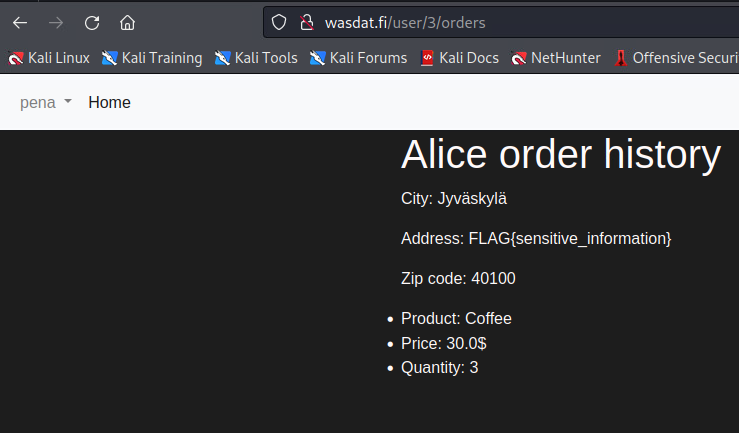 wasdat.fi/user/3/orders
Kali Linux Kali Training Kali Tools Kali Forums Kali Docs NetHunter Offensive Securi
pena Home
Alice order history
City: Jyväskylä
Address: FLAG{sensitive_information}
Zip code: 40100
• Product: Coffee
• Price: 30.0$
• Quantity: 3